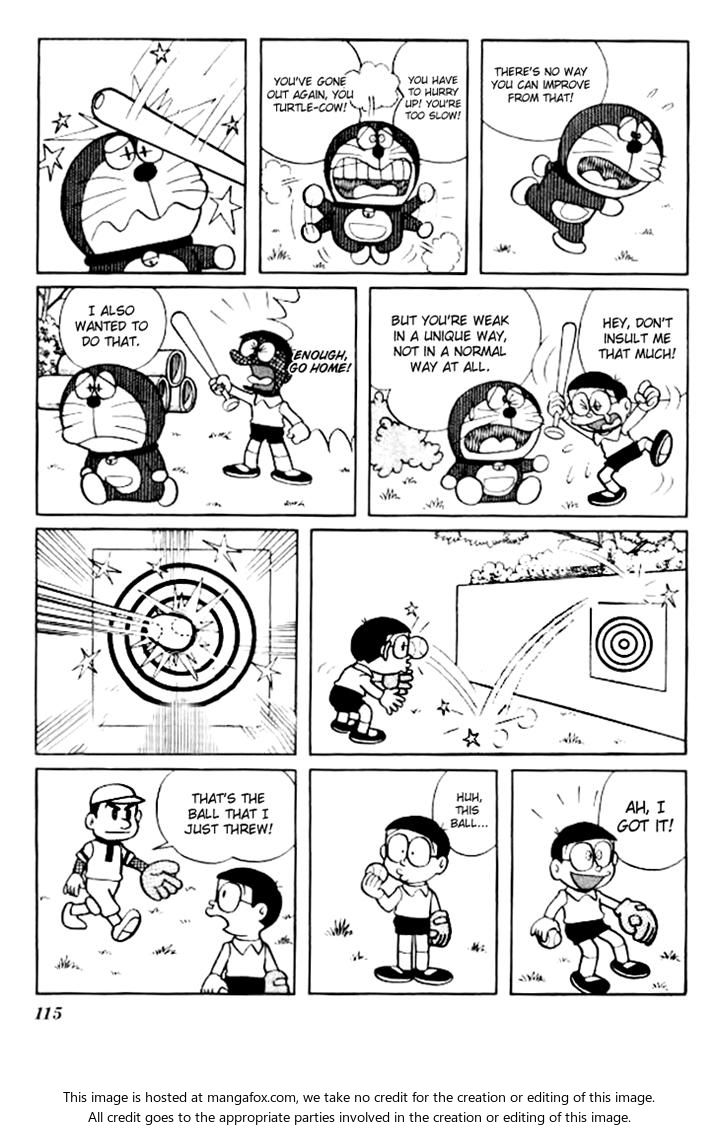 THERE'S NO WAY
YOU CAN IMPROVE
FROM THAT!
YOU HAVE
TO HURRY
UP! YOU'RE
TOO SLOW!
YOU'VE GONE
OUT AGAIN, YOU
TURTLE-COW!
HEY, DON'T
INSULT ME
THAT MUCH!
BUT YOU'RE WEAK
IN A UNIQUE WAY,
NOT IN A NORMAL
WAY AT ALL.
ENOUGH,
GO HOME!
I ALSO
WANTED TO
DO THAT.
AH, I
GOT IT!
HUH,
THIS
BALL...
THAT'S THE
BALL THAT I
JUST THREW!
115
This image is hosted at mangafox.com, we take no credit for the creation or editing of this image.
All credit goes to the appropriate parties involved in the creation or editing of this image.